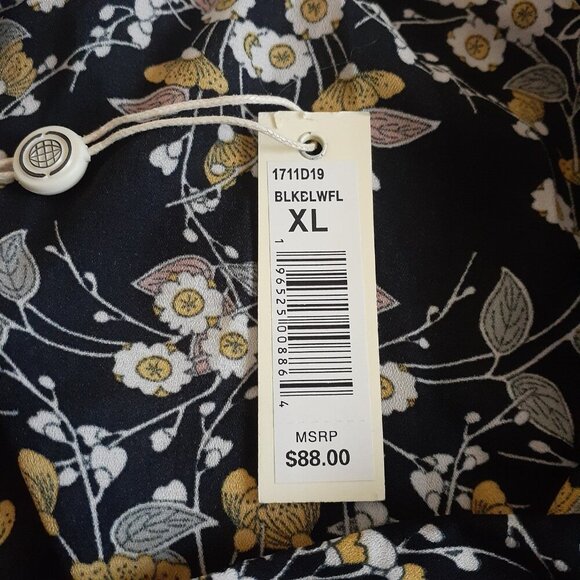 1711D19
BLKBLWFL
XL
1 96525 00886 4
MSRP
$88.00